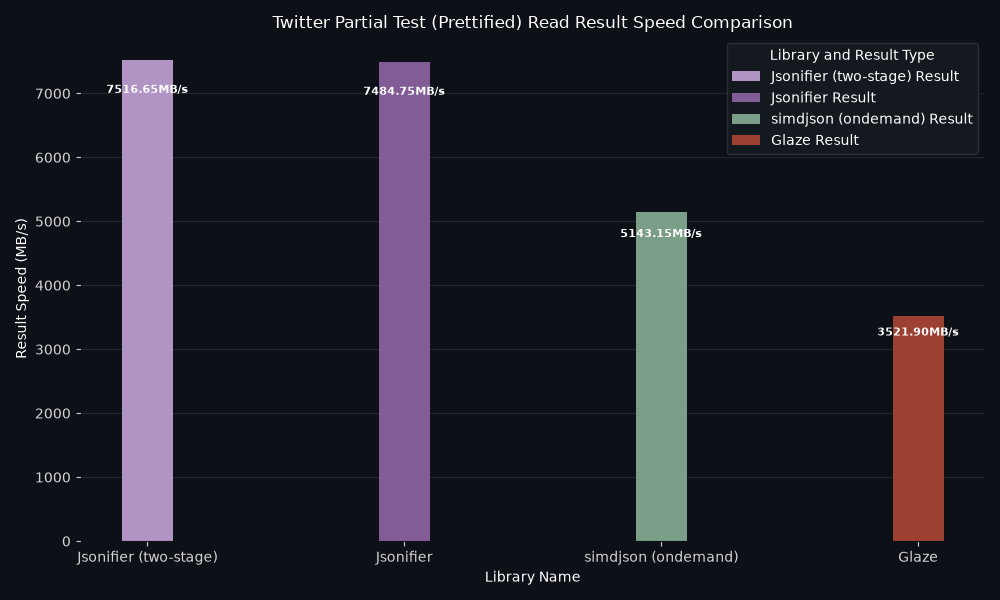 Twitter Partial Test (Prettified) Read Result Speed Comparison
Library and Result Type
Jsonifier (two-stage) Result
Jsonifier Result
simdjson (ondemand) Result
Glaze Result
7516.65MB/s
7484.75MB/s
5143.15MB/s
3521.90MB/s
Result Speed (MB/s)
7000
6000
5000
4000
3000
2000
1000
0
Jsonifier (two-stage)
Jsonifier
simdjson (ondemand)
Glaze
Library Name